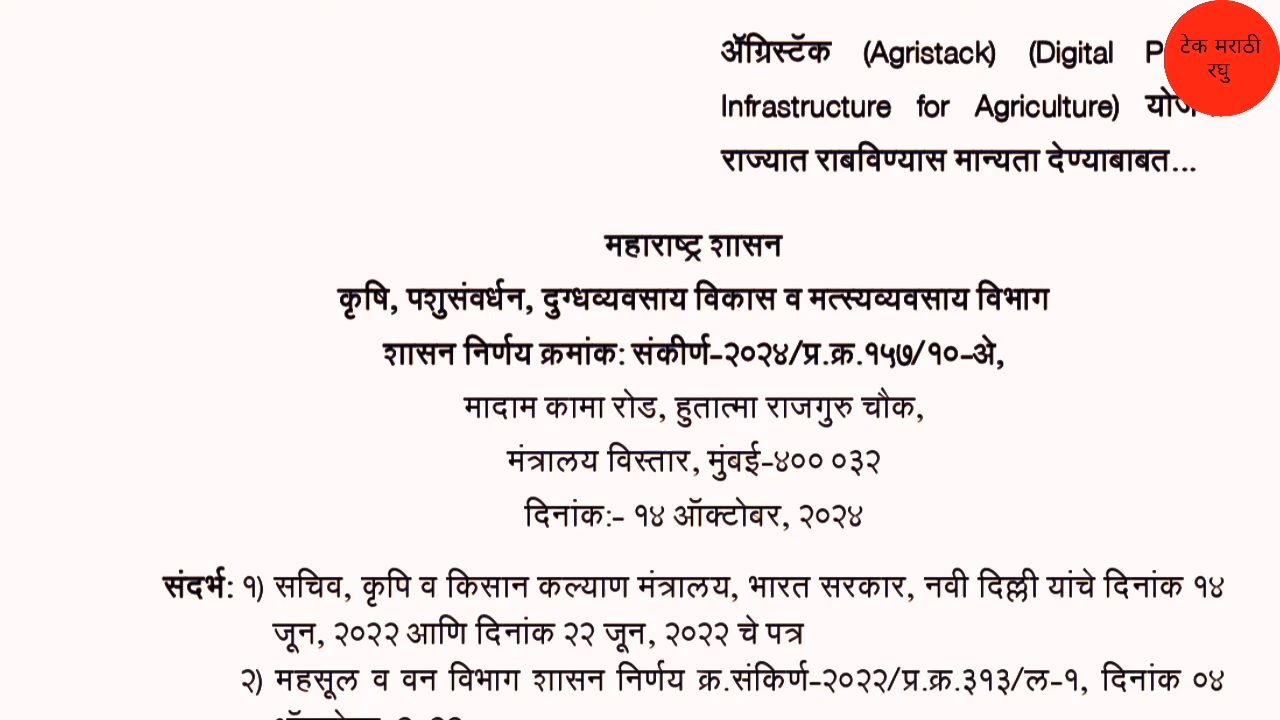 ॲग्रिस्टॅक (Agristack) (Digital
टेक मराठी
रघु
Infrastructure for Agriculture)
राज्यात राबविण्यास मान्यता देण्याबाबत...
महाराष्ट्र शासन
कृषि, पशुसंवर्धन, दुग्धव्यवसाय विकास व मत्स्यव्यवसाय विभाग
शासन निर्णय क्रमांक: संकीर्ण-२०२४/प्र.क्र.१५७/१०-अे,
मादाम कामा रोड, हुतात्मा राजगुरु चौक,
मंत्रालय विस्तार, मुंबई-४०० ०३२
दिनांक:- १४ ऑक्टोबर, २०२४
संदर्भ: १) सचिव, कृषि व किसान कल्याण मंत्रालय, भारत सरकार, नवी दिल्ली यांचे दिनांक १४
जून, २०२२ आणि दिनांक २२ जून, २०२२ चे पत्र
२) महसूल व वन विभाग शासन निर्णय क्र.संकिर्ण-२०२२/प्र.क्र.३१३/ल-१, दिनांक ०४